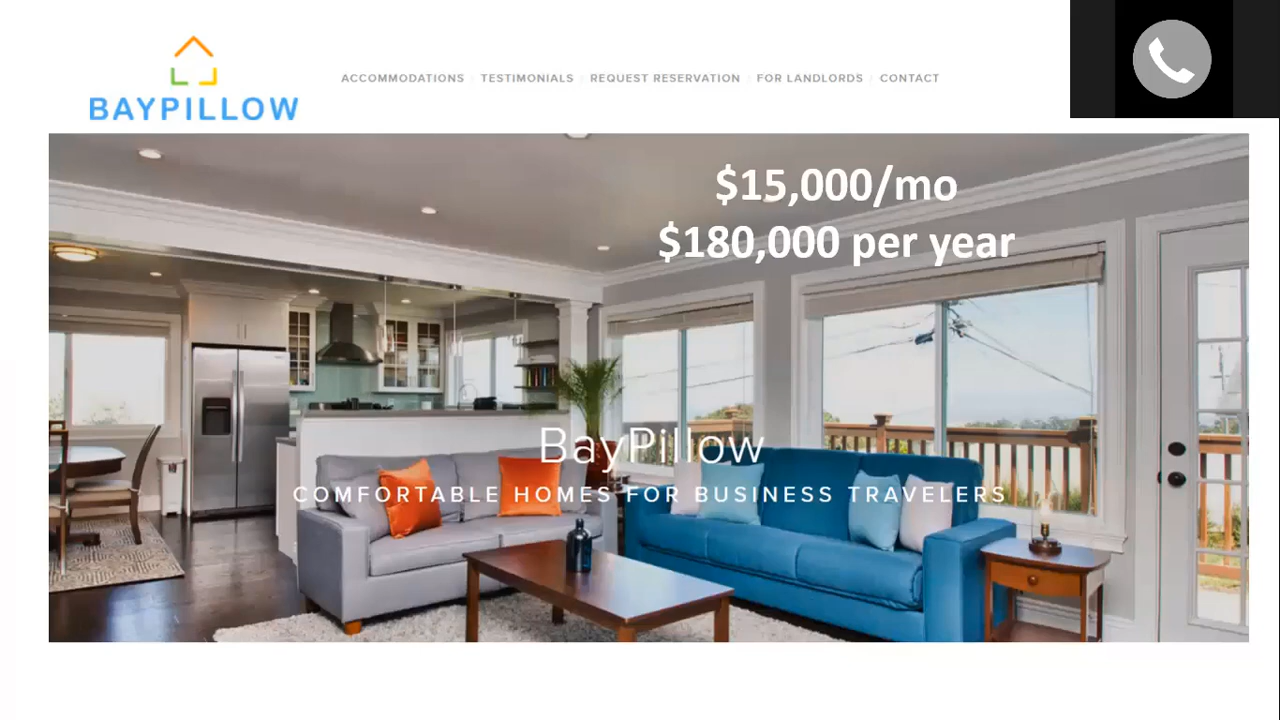 BAYPILLOW
ACCOMMODATIONS TESTIMONIALS REQUEST RESERVATION FOR LANDLORDS CONTACT
$15,000/mo
$180,000 per year
BayPillow
COMFORTABLE HOMES FOR BUSINESS TRAVELERS